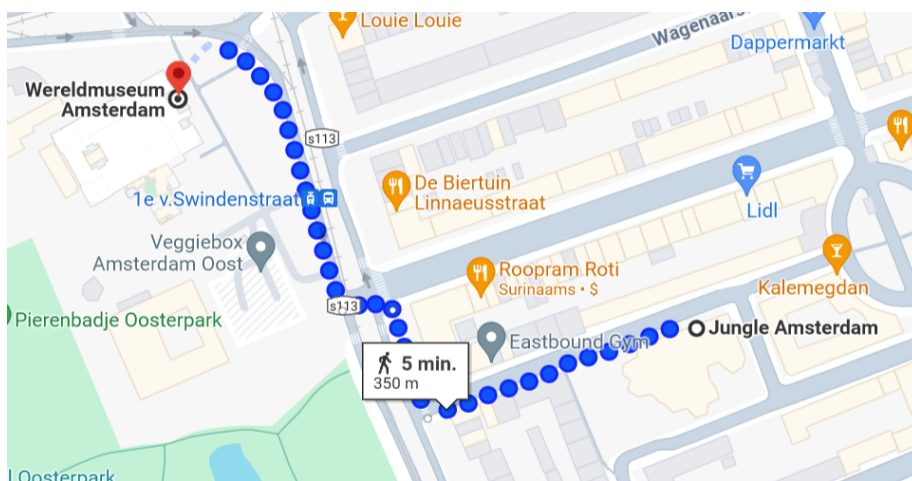 Louie Louie
Wagenaars
Dappermarkt
Wereldmuseum
Amsterdam
s113
De Biertuin
Linnaeusstraat
1e v.Swindenstraat
Lidl
Veggiebox
Amsterdam Oost
Roopram Roti
Surinaams • $
Kalemegdan
s113
Pierenbadje Oosterpark
Jungle Amsterdam
Eastbound Gym
5 min.
350 m
Oosterpark